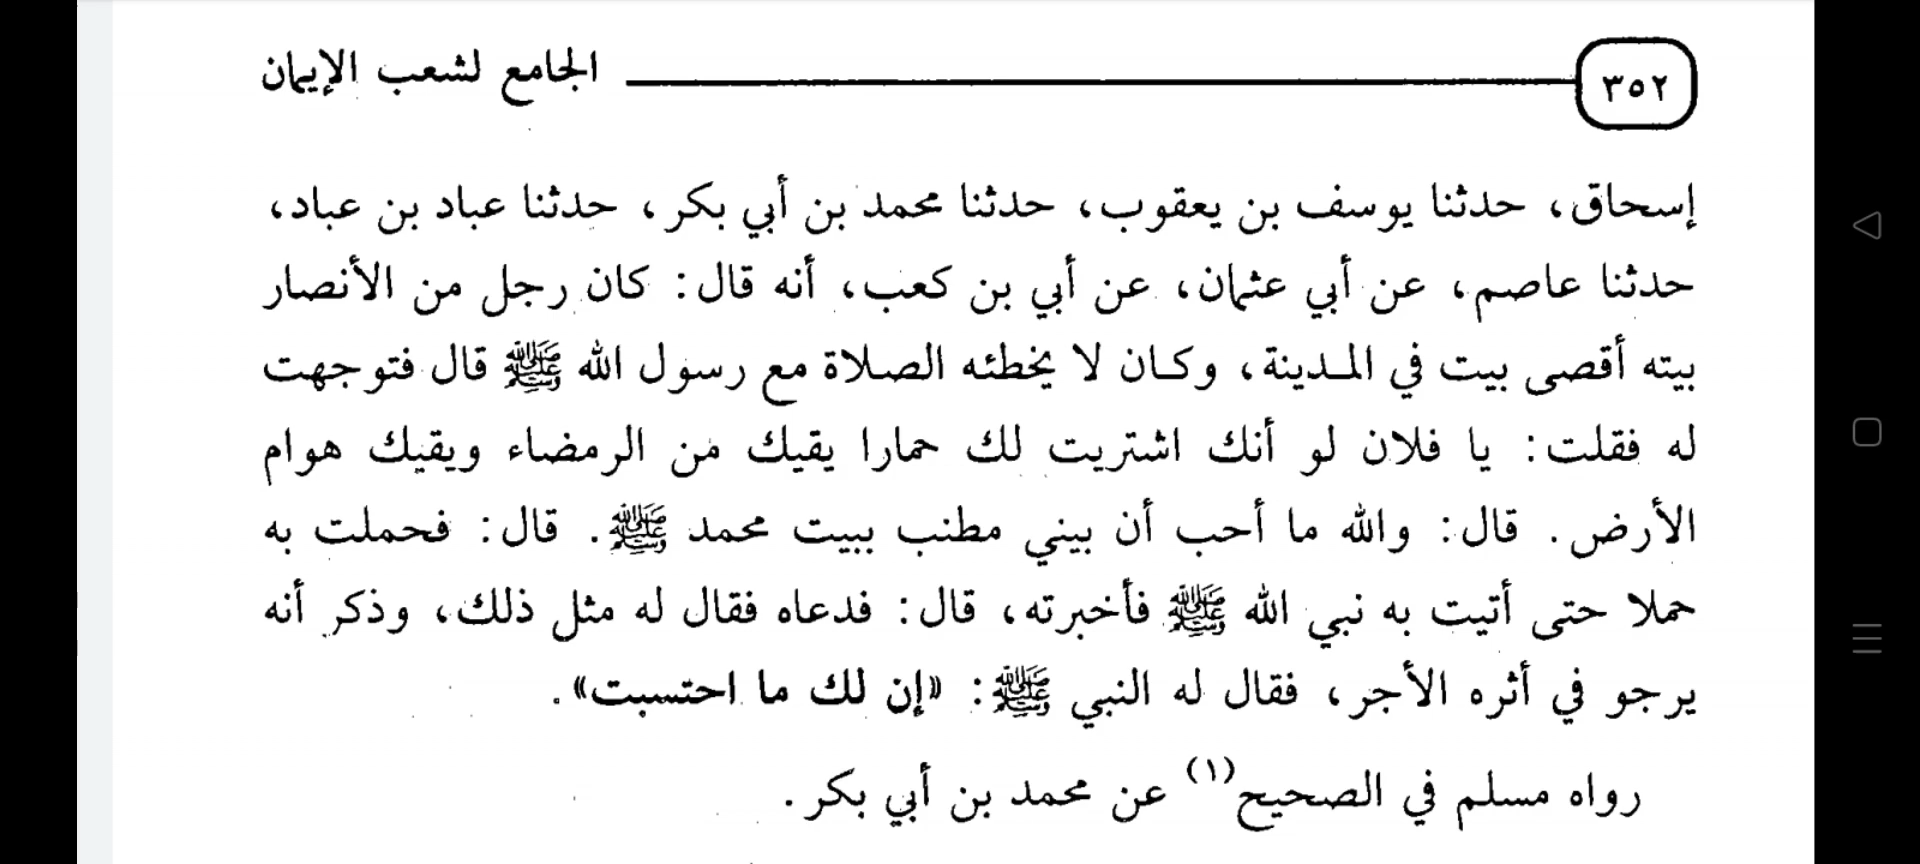 ٣٥٢
الجامع لشعب الإيمان
إسحاق، حدثنا يوسف بن يعقوب، حدثنا محمد بن أبي بكر، حدثنا عباد بن عباد،
حدثنا عاصم، عن أبي عثمان، عن أبي بن كعب، أنه قال: كان رجل من الأنصار
بيته أقصى بيت في المدينة، وكان لا يخطئه الصلاة مع رسول الله ﷺ قال فتوجهت
له فقلت: يا فلان لو أنك اشتريت لك حمارا يقيك من الرمضاء ويقيك هوام
الأرض. قال: والله ما أحب أن بيني مطنب ببيت محمد ﷺ. قال: فحملت به
حملا حتى أتيت به نبي الله ﷺ فأخبرته، قال: فدعاه فقال له مثل ذلك، وذكر أنه
يرجو في أثره الأجر، فقال له النبي ﷺ: «إن لك ما احتسبت».
رواه مسلم في الصحيح(١) عن محمد بن أبي بكر.